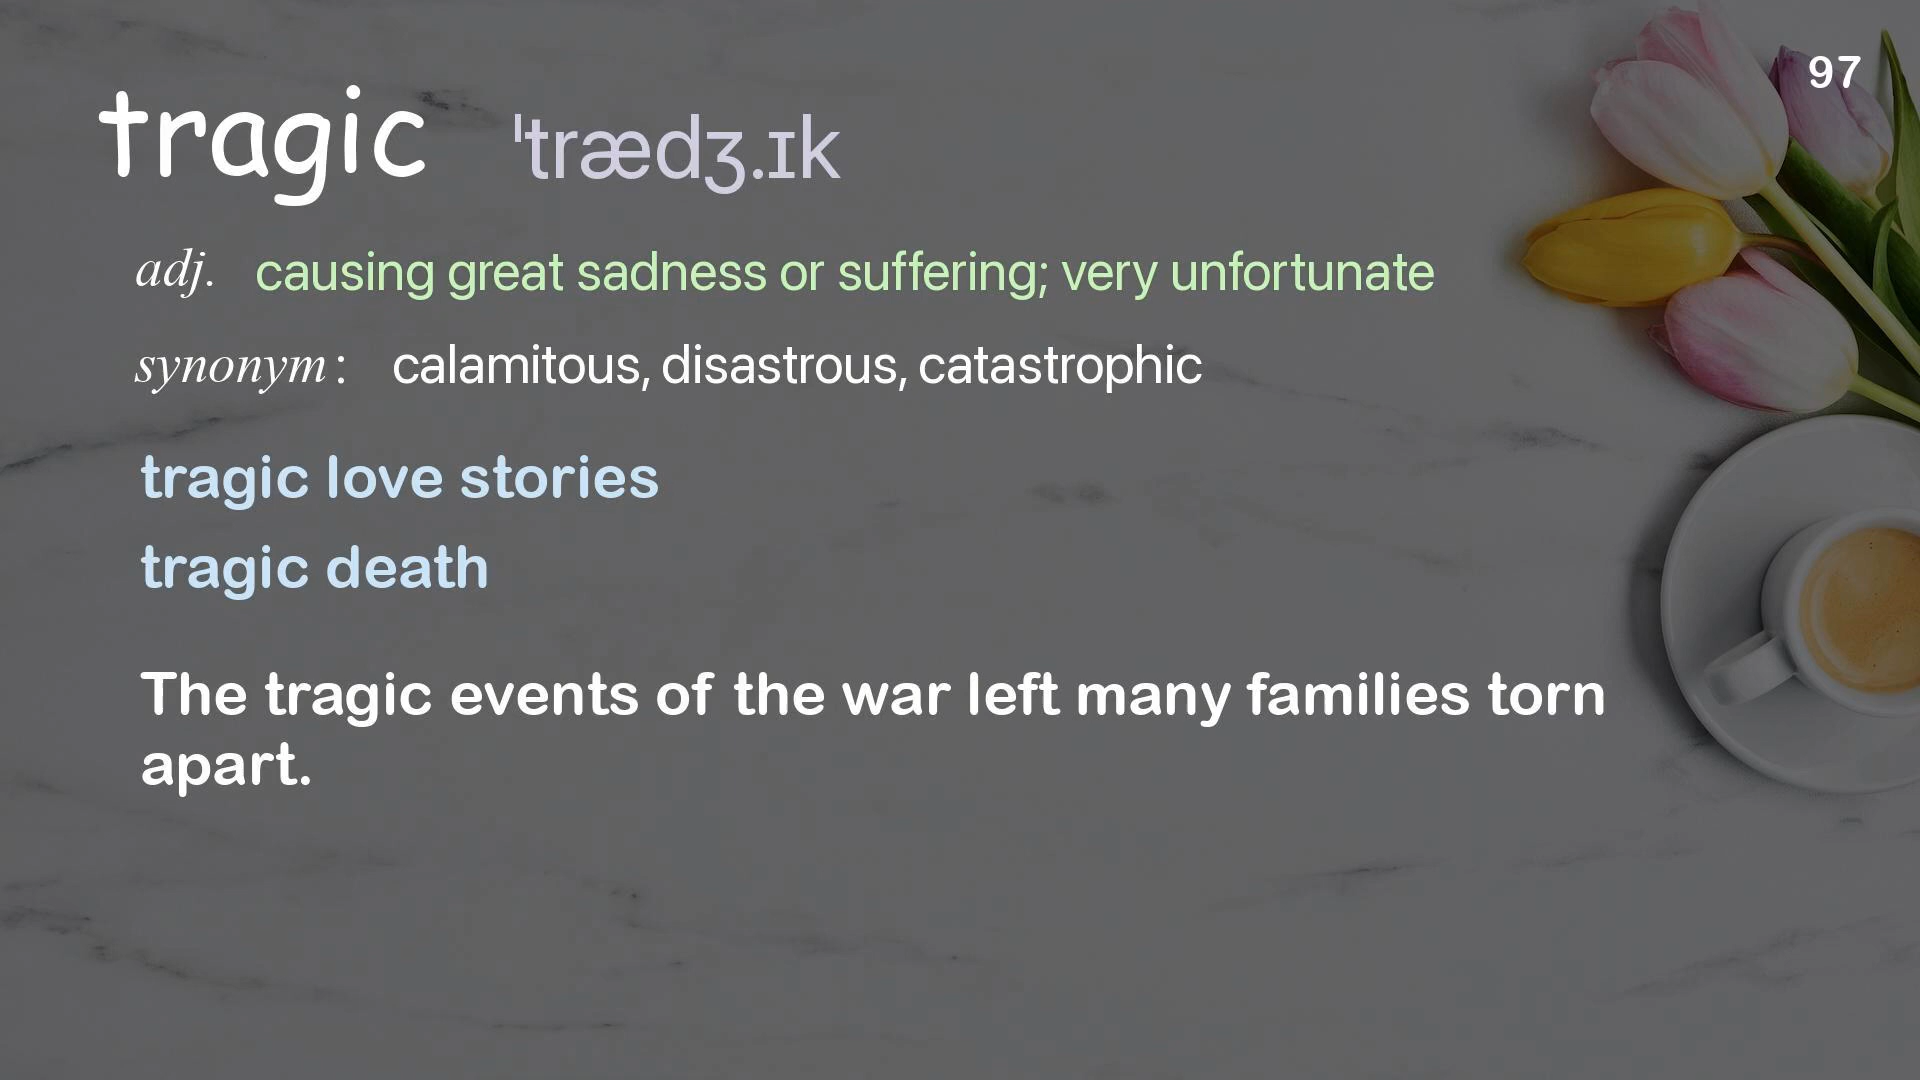 97
tragic ˈtrædʒ.ɪk
adj. causing great sadness or suffering; very unfortunate
synonym : calamitous, disastrous, catastrophic
tragic love stories
tragic death
The tragic events of the war left many families torn
apart.